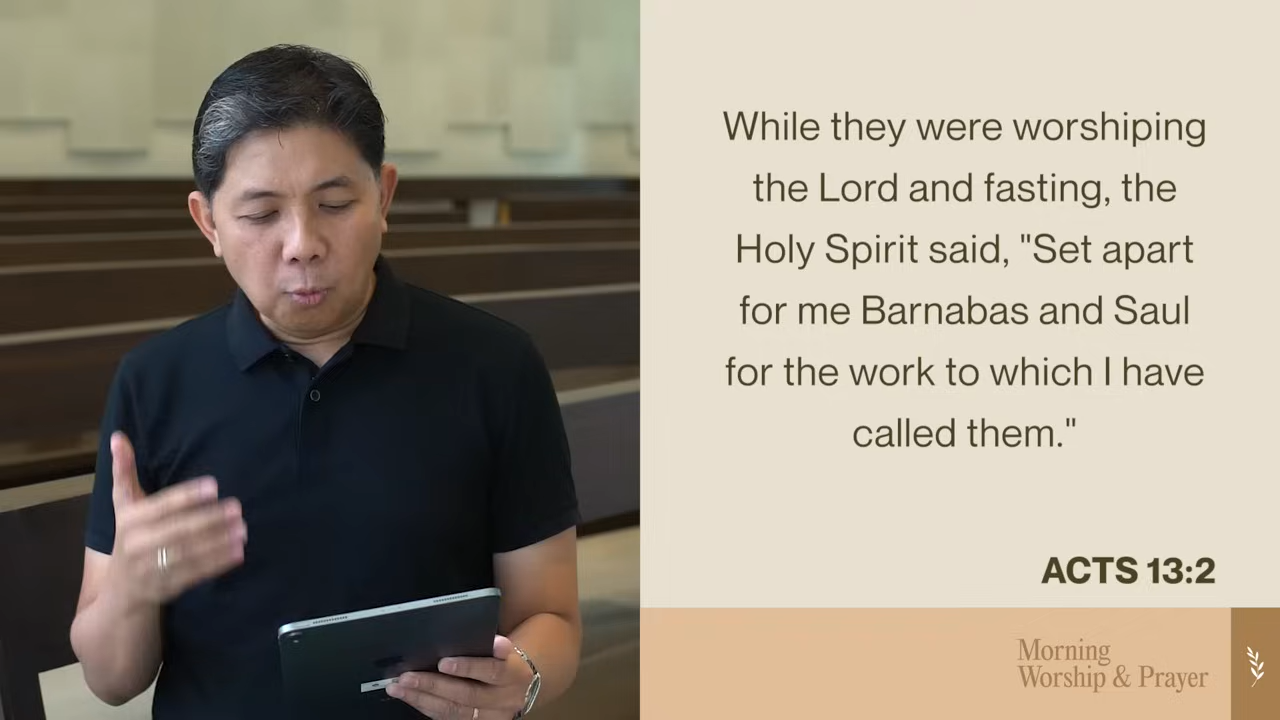 While they were worshiping
the Lord and fasting, the
Holy Spirit said, "Set apart
for me Barnabas and Saul
for the work to which I have
called them."
ACTS 13:2
Morning
Worship & Prayer